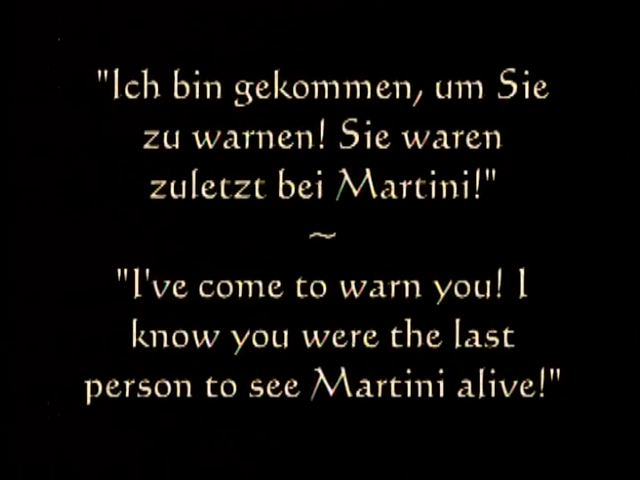 "Ich bin gekommen, um Sie
zu warnen! Sie waren
zuletzt bei Martini!"
~
"I've come to warn you! I
know you were the last
person to see Martini alive!"